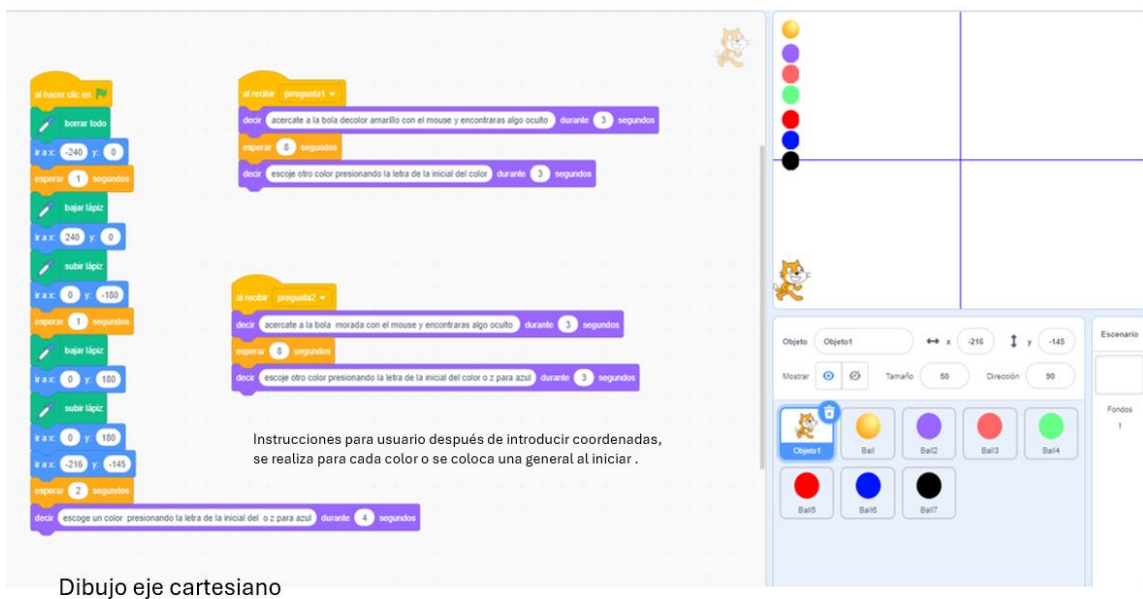 al hacer clic en
borrar todo
ir a x: -240 y: 0
esperar 1 segundos
bajar lápiz
ir a x: 240 y: 0
subir lápiz
ir a x: 0 y: -180
esperar 1 segundos
bajar lápiz
ir a x: 0 y: 180
subir lápiz
ir a x: 0 y: 180
ir a x: -216 y: -145
esperar 2 segundos
decir escoge un color presionando la letra de la inicial del o z para azul durante 4 segundos
al recibir prregunta1
decir acercate a la bola decolor amarillo con el mouse y encontraras algo oculto durante 3 segundos
esperar 8 segundos
decir escoje otro color presionando la letra de la inicial del color durante 3 segundos
al recibir pregunta2
decir acercate a la bola morada con el mouse y encontraras algo oculto durante 3 segundos
esperar 8 segundos
decir escoje otro color presionando la letra de la inicial del color o z para azul durante 3 segundos
Instrucciones para usuario después de introducir coordenadas,
se realiza para cada color o se coloca una general al iniciar .
Dibujo eje cartesiano
Objeto Objeto1 x -216 y -145
Mostrar Tamaño 50 Dirección 90
Objeto1 Ball Ball2 Ball3 Ball4
Ball5 Ball6 Ball7
Escenario
Fondos
1